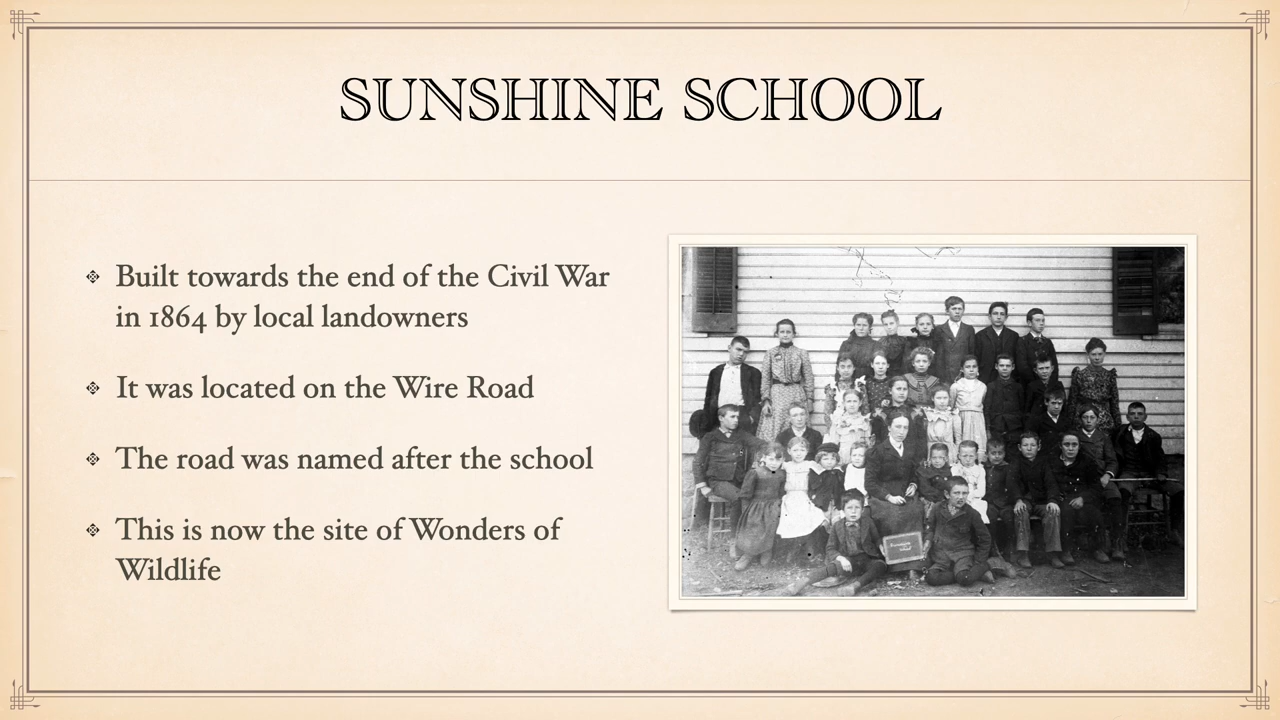 SUNSHINE SCHOOL
Built towards the end of the Civil War
in 1864 by local landowners
It was located on the Wire Road
The road was named after the school
This is now the site of Wonders of
Wildlife